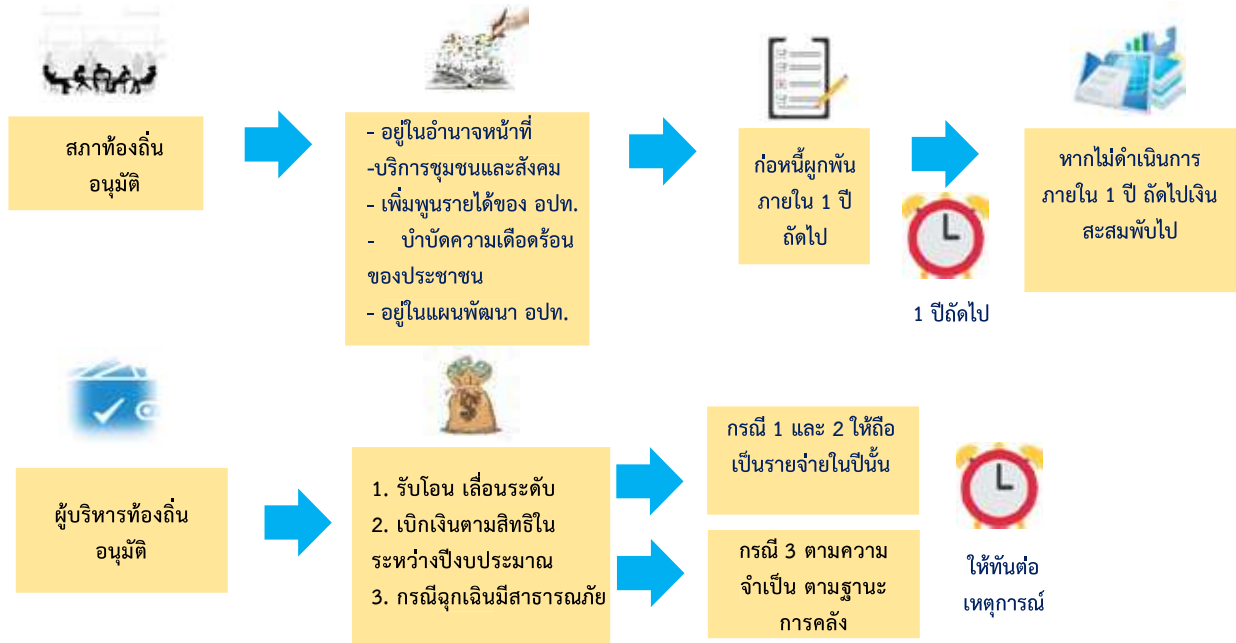 สภาท้องถิ่น
อนุมัติ
- อยู่ในอำนาจหน้าที่
-บริการชุมชนและสังคม
- เพิ่มพูนรายได้ของ อปท.
- บำบัดความเดือดร้อน
ของประชาชน
- อยู่ในแผนพัฒนา อปท.
ก่อหนี้ผูกพัน
ภายใน 1 ปี
ถัดไป
1 ปีถัดไป
หากไม่ดำเนินการ
ภายใน 1 ปี ถัดไปเงิน
สะสมพับไป
ผู้บริหารท้องถิ่น
อนุมัติ
1. รับโอน เลื่อนระดับ
2. เบิกเงินตามสิทธิใน
ระหว่างปีงบประมาณ
3. กรณีฉุกเฉินมีสาธารณภัย
กรณี 1 และ 2 ให้ถือ
เป็นรายจ่ายในปีนั้น
กรณี 3 ตามความ
จำเป็น ตามฐานะ
การคลัง
ให้ทันต่อ
เหตุการณ์